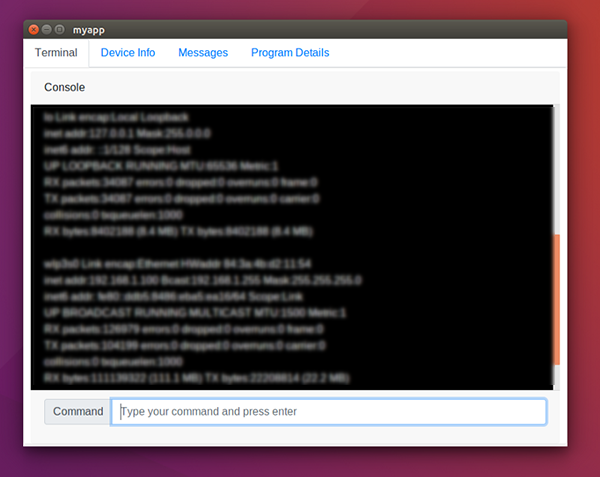 myapp
Terminal Device Info Messages Program Details
Console
lo Link encap:Local Loopback
inet addr:127.0.0.1 Mask:255.0.0.0
inet6 addr: ::1/128 Scope:Host
UP LOOPBACK RUNNING MTU:65536 Metric:1
RX packets:34087 errors:0 dropped:0 overruns:0 frame:0
TX packets:34087 errors:0 dropped:0 overruns:0 carrier:0
collisions:0 txqueuelen:1000
RX bytes:8402188 (8.4 MB) TX bytes:8402188 (8.4 MB)
wlp3s0 Link encap:Ethernet HWaddr
inet addr:192.168.1.100 Bcast:192.168.1.255 Mask:255.255.255.0
inet6 addr: Scope:Link
UP BROADCAST RUNNING MULTICAST MTU:1500 Metric:1
RX packets:126979 errors:0 dropped:0 overruns:0 frame:0
TX packets:104199 errors:0 dropped:0 overruns:0 carrier:0
collisions:0 txqueuelen:1000
RX bytes:111139322 (111.1 MB) TX bytes:22208814 (22.2 MB)
Command Type your command and press enter